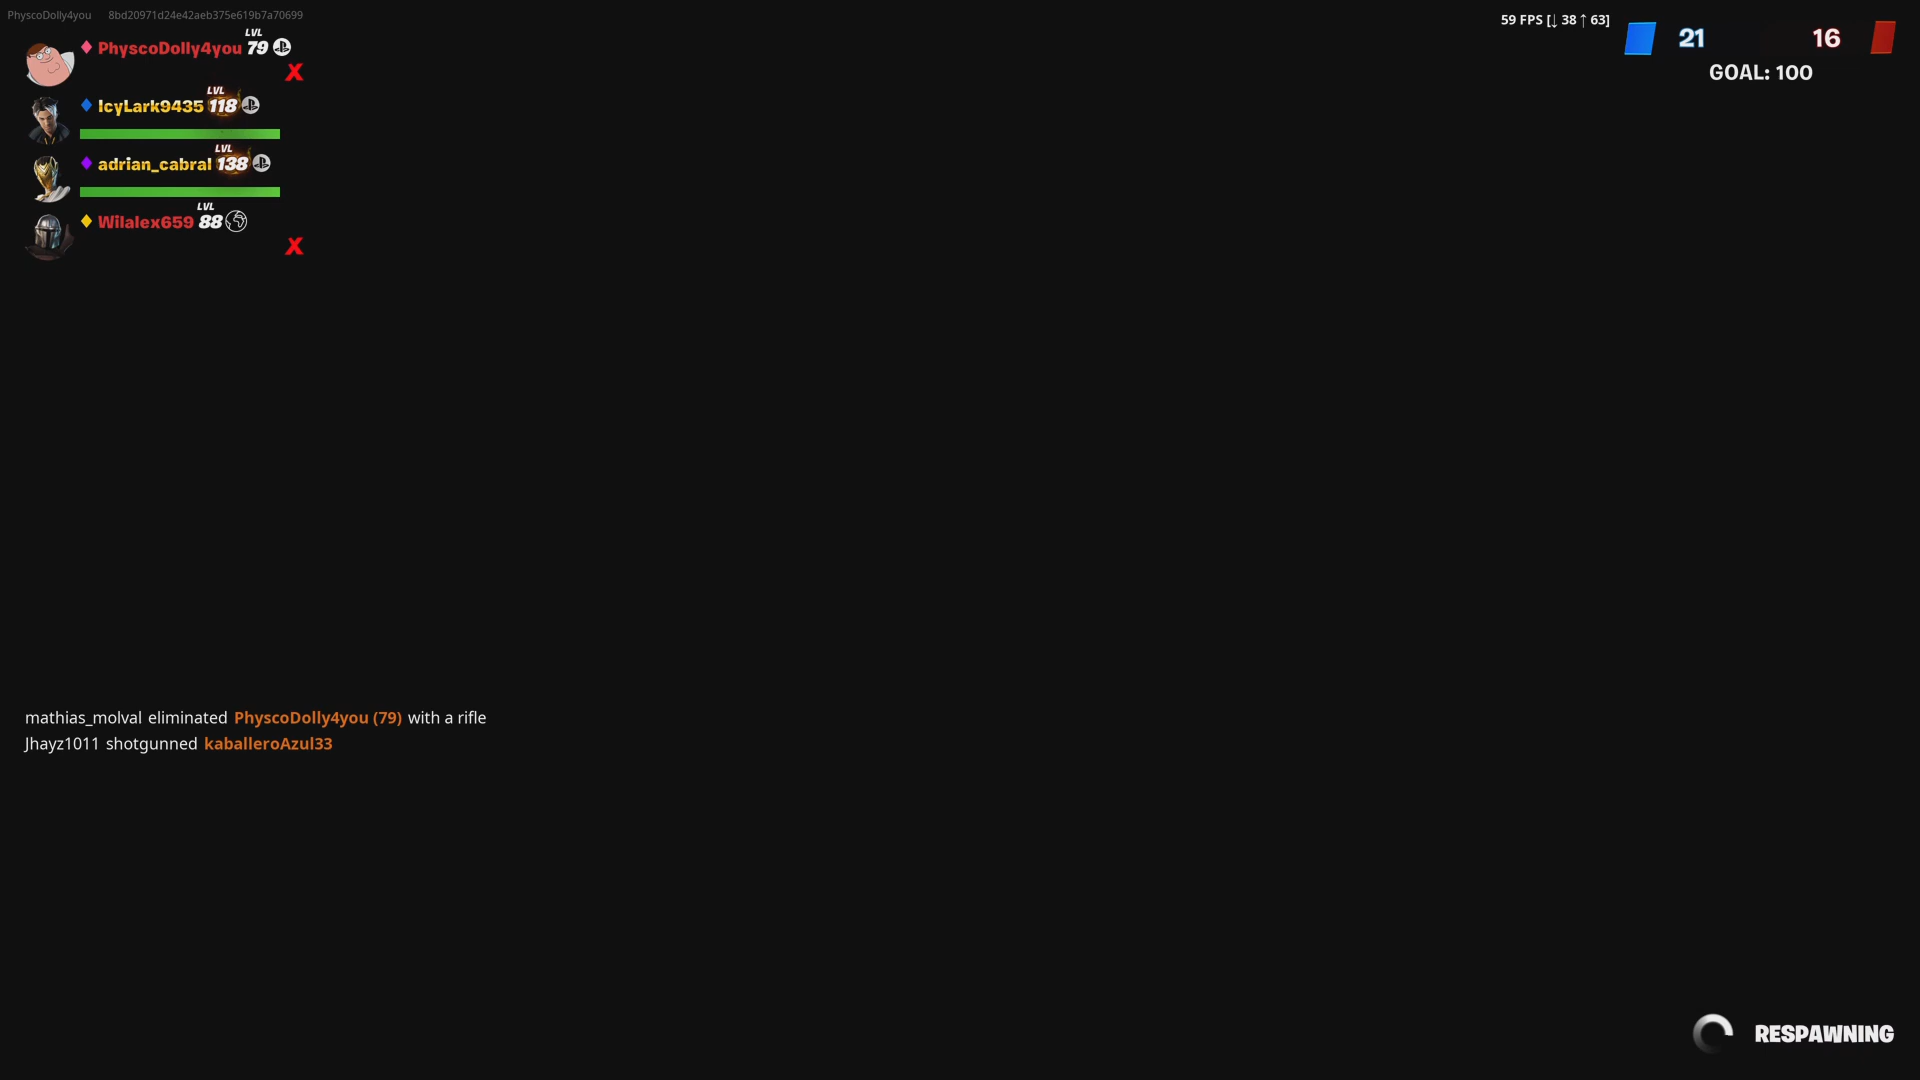 PhyscoDolly4you 8bd20971d24e42aeb375e619b7a70699
59 FPS [↓ 38 ↑ 63]
21 16
GOAL: 100
LVL
PhyscoDolly4you 79
X
LVL
IcyLark9435 118
LVL
adrian_cabral 138
LVL
Wilalex659 88
X
mathias_molval eliminated PhyscoDolly4you (79) with a rifle
Jhayz1011 shotgunned kaballeroAzul33
RESPAWNING